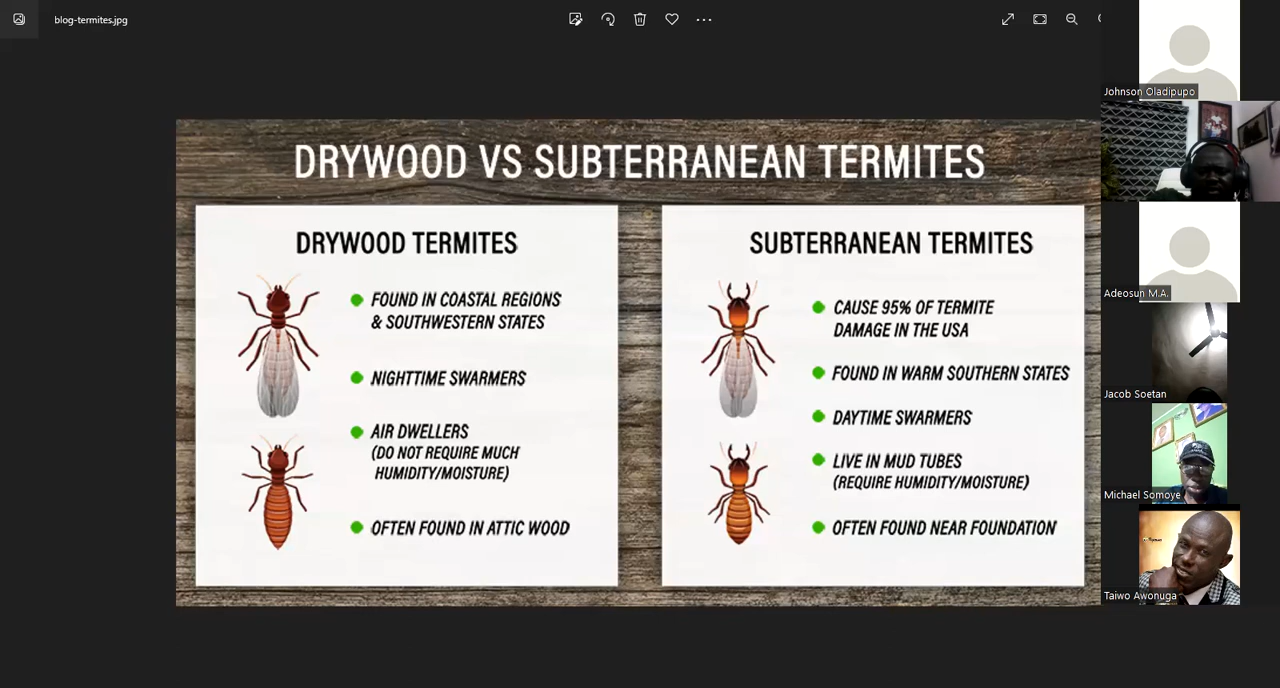 blog-termites.jpg
DRYWOOD VS SUBTERRANEAN TERMITES
DRYWOOD TERMITES
FOUND IN COASTAL REGIONS
& SOUTHWESTERN STATES
NIGHTTIME SWARMERS
AIR DWELLERS
(DO NOT REQUIRE MUCH
HUMIDITY/MOISTURE)
OFTEN FOUND IN ATTIC WOOD
SUBTERRANEAN TERMITES
CAUSE 95% OF TERMITE
DAMAGE IN THE USA
FOUND IN WARM SOUTHERN STATES
DAYTIME SWARMERS
LIVE IN MUD TUBES
(REQUIRE HUMIDITY/MOISTURE)
OFTEN FOUND NEAR FOUNDATION
Johnson Oladipupo
Adeosun M.A.
Jacob Soetan
Michael Somoye
Taiwo Awonuga